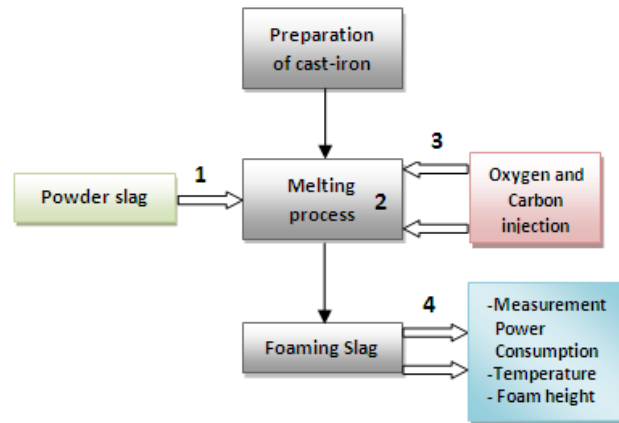 Preparation
of cast-iron
3
1
Powder slag
Melting
process
2
Oxygen and
Carbon
injection
4
Foaming Slag
-Measurement
Power
Consumption
-Temperature
- Foam height